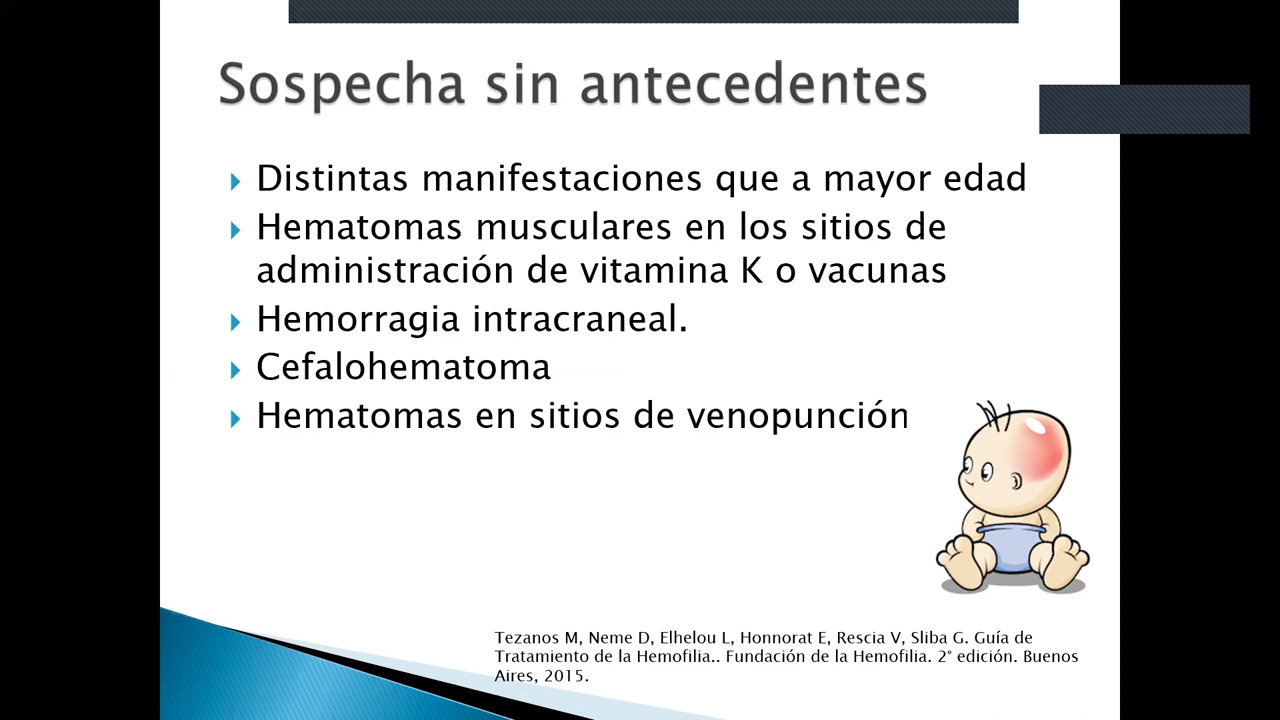 Sospecha sin antecedentes
Distintas manifestaciones que a mayor edad
Hematomas musculares en los sitios de
administración de vitamina K o vacunas
Hemorragia intracraneal.
Cefalohematoma
Hematomas en sitios de venopunción
Tezanos M, Neme D, Elhelou L, Honnorat E, Rescia V, Sliba G. Guía de
Tratamiento de la Hemofilia.. Fundación de la Hemofilia. 2° edición. Buenos
Aires, 2015.